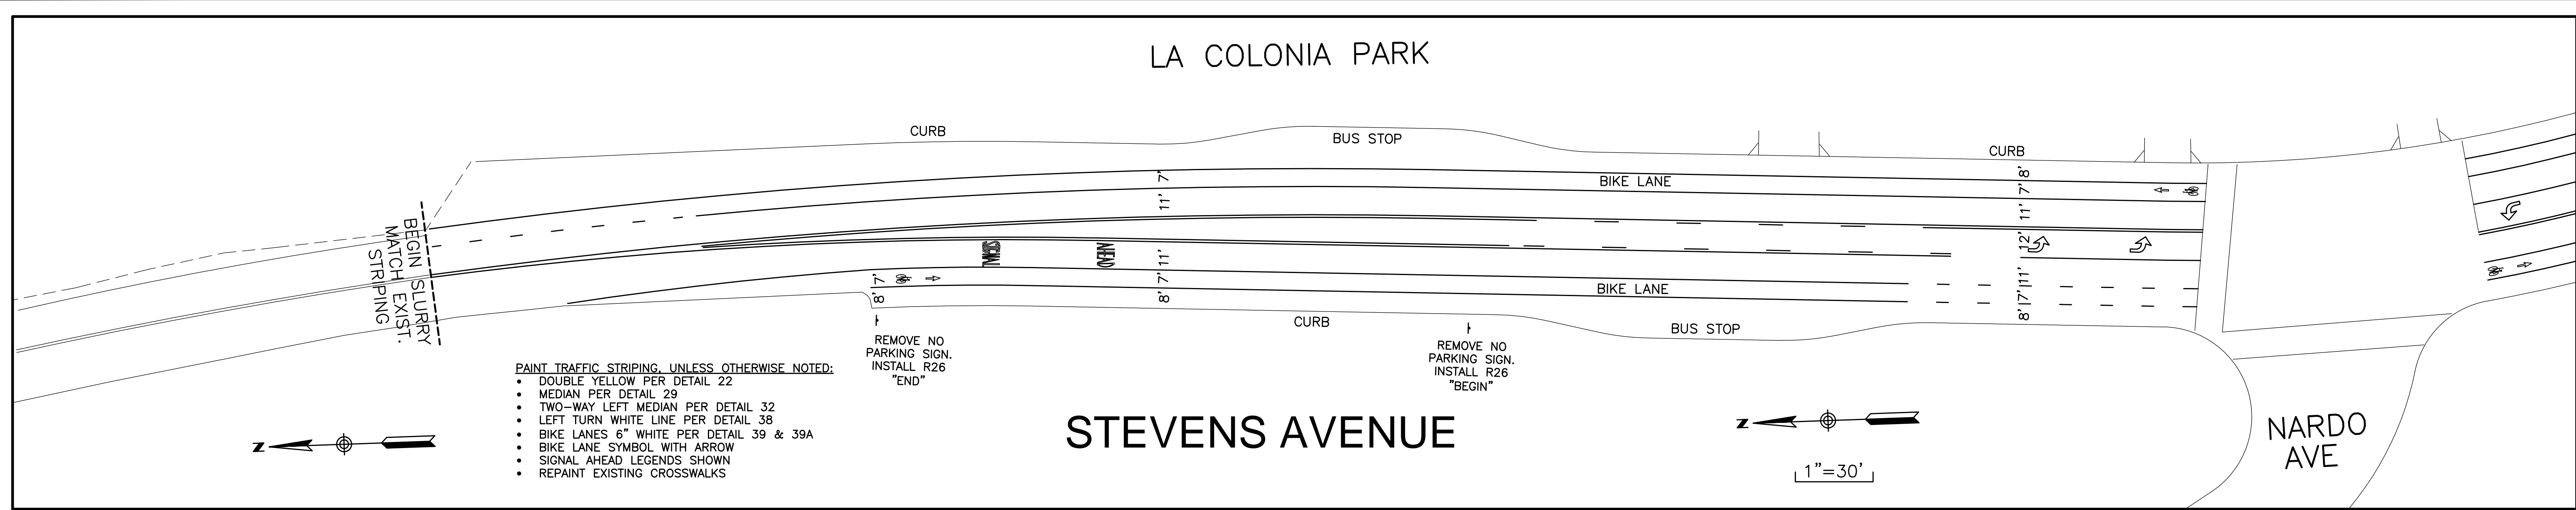 LA COLONIA PARK
CURB
BUS STOP
CURB
BIKE LANE
7'
11'
11'
7'
8'
8'
7'
11'
12'
11'
7'
8'
BEGIN SLURRY
MATCH EXIST.
STRIPING
SIGNAL
AHEAD
7'
8'
BIKE LANE
CURB
BUS STOP
REMOVE NO
PARKING SIGN.
INSTALL R26
"END"
REMOVE NO
PARKING SIGN.
INSTALL R26
"BEGIN"
PAINT TRAFFIC STRIPING, UNLESS OTHERWISE NOTED:
• DOUBLE YELLOW PER DETAIL 22
• MEDIAN PER DETAIL 29
• TWO-WAY LEFT MEDIAN PER DETAIL 32
• LEFT TURN WHITE LINE PER DETAIL 38
• BIKE LANES 6" WHITE PER DETAIL 39 & 39A
• BIKE LANE SYMBOL WITH ARROW
• SIGNAL AHEAD LEGENDS SHOWN
• REPAINT EXISTING CROSSWALKS
Z
STEVENS AVENUE
Z
1"=30'
NARDO
AVE